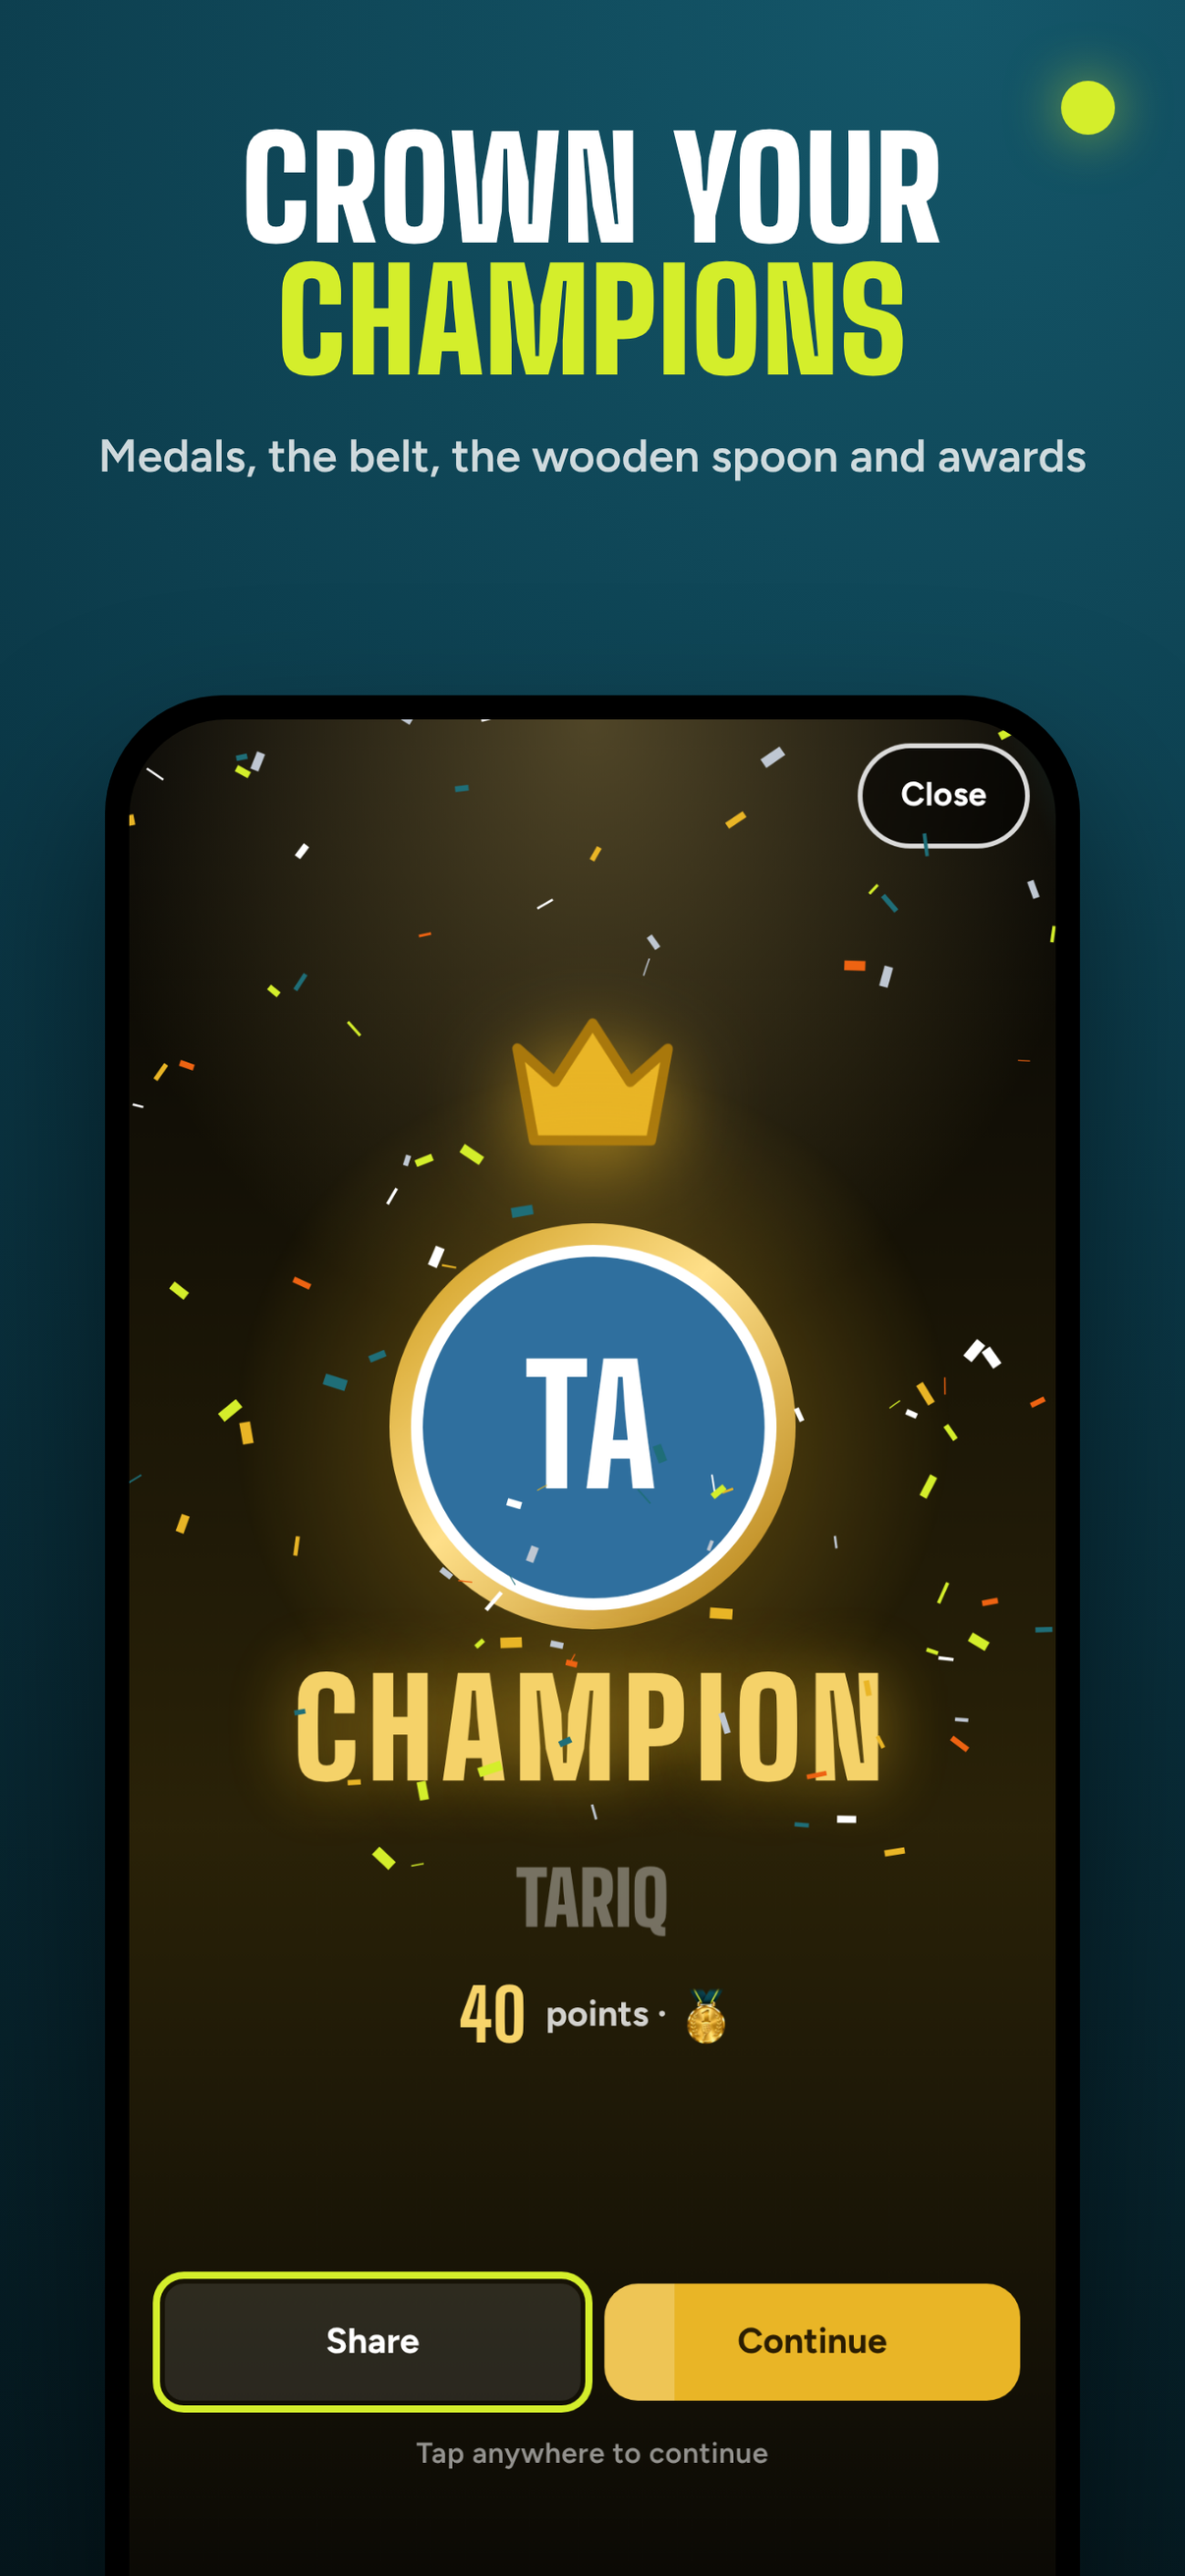 CROWN YOUR
CHAMPIONS
Medals, the belt, the wooden spoon and awards
Close
TA
CHAMPION
TARIQ
40 points ·
Share
Continue
Tap anywhere to continue